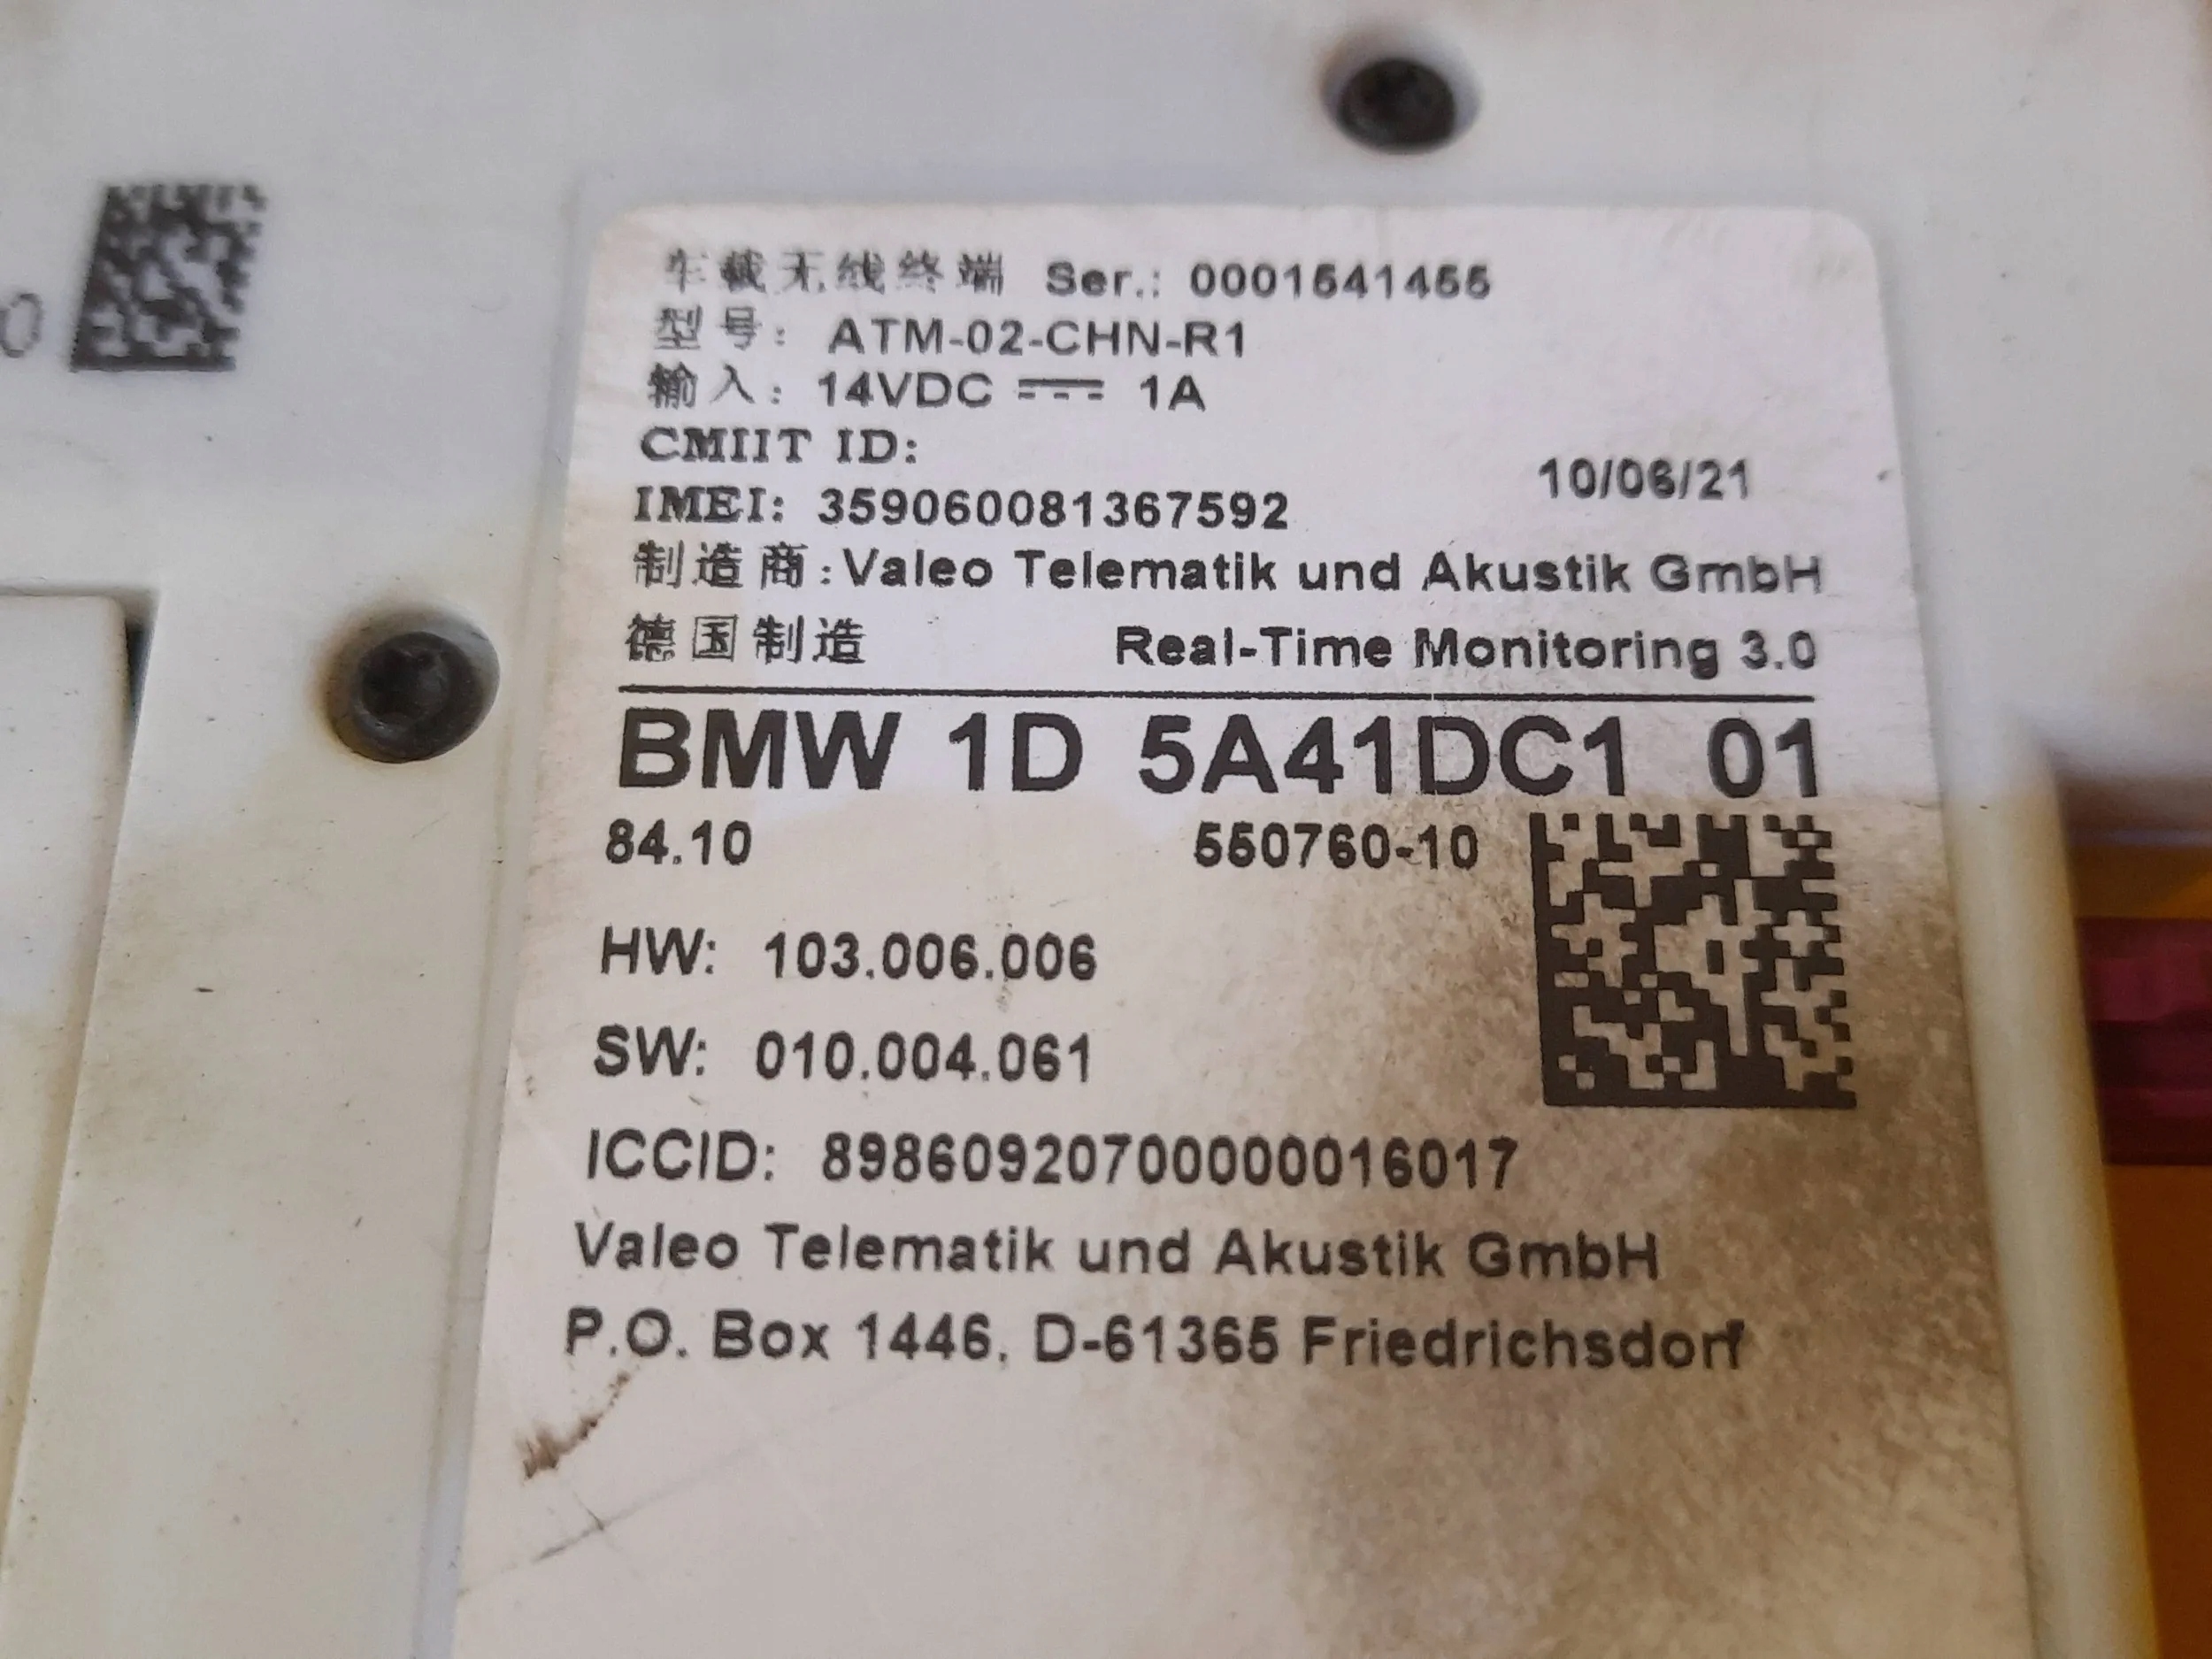 车载无线终端 Ser.: 0001541455
型号: ATM-02-CHN-R1
输入: 14VDC 1A
CMIIT ID:
10/06/21
IMEI: 359060081367592
制造商:Valeo Telematik und Akustik GmbH
德国制造 Real-Time Monitoring 3.0
BMW 1D 5A41DC1 01
84.10 550760-10
HW: 103.006.006
SW: 010.004.061
ICCID: 89860920700000016017
Valeo Telematik und Akustik GmbH
P.O. Box 1446, D-61365 Friedrichsdorf